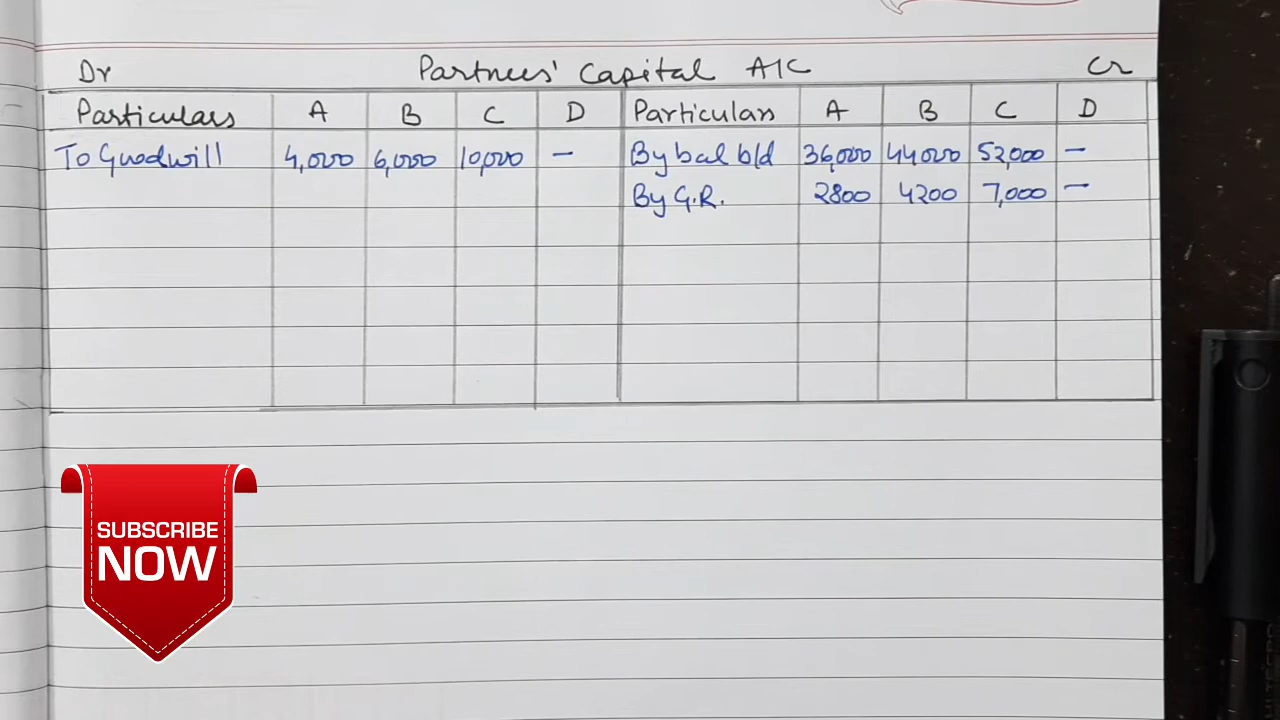 Dr Partners' Capital A/C Cr
Particulars A B C D Particulars A B C D
To Goodwill 4,000 6,000 10,000 – By bal b/d 36,000 44,000 52,000 –
By G.R. 2800 4200 7,000 –
SUBSCRIBE
NOW